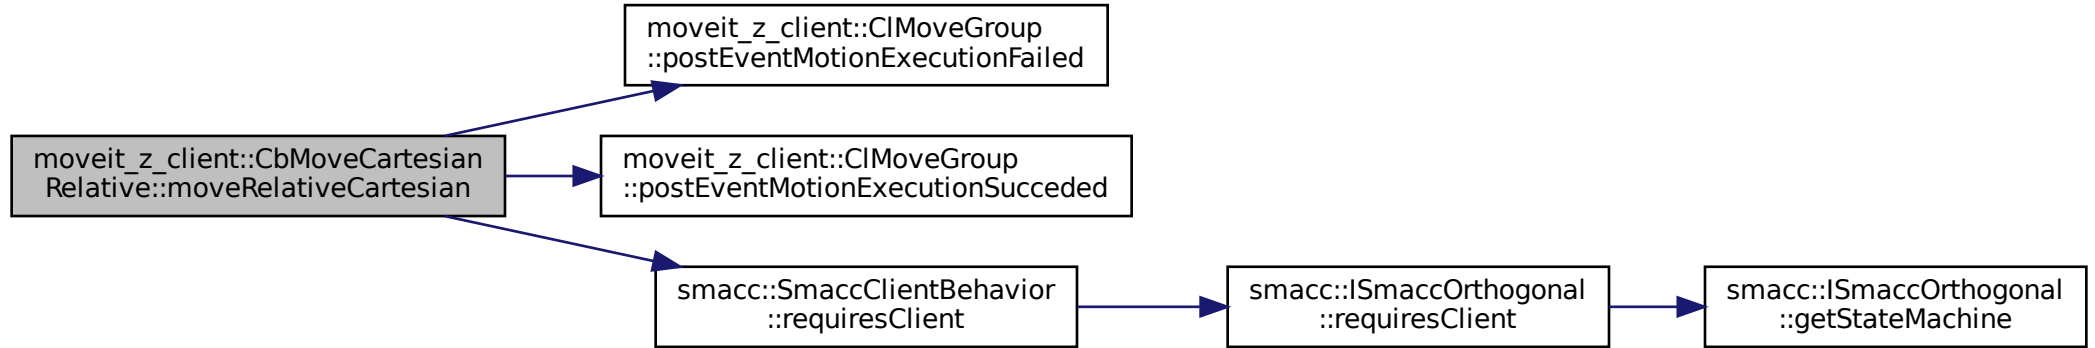 moveit_z_client::ClMoveGroup
::postEventMotionExecutionFailed
moveit_z_client::CbMoveCartesian
Relative::moveRelativeCartesian
moveit_z_client::ClMoveGroup
::postEventMotionExecutionSucceded
smacc::SmaccClientBehavior
::requiresClient
smacc::ISmaccOrthogonal
::requiresClient
smacc::ISmaccOrthogonal
::getStateMachine